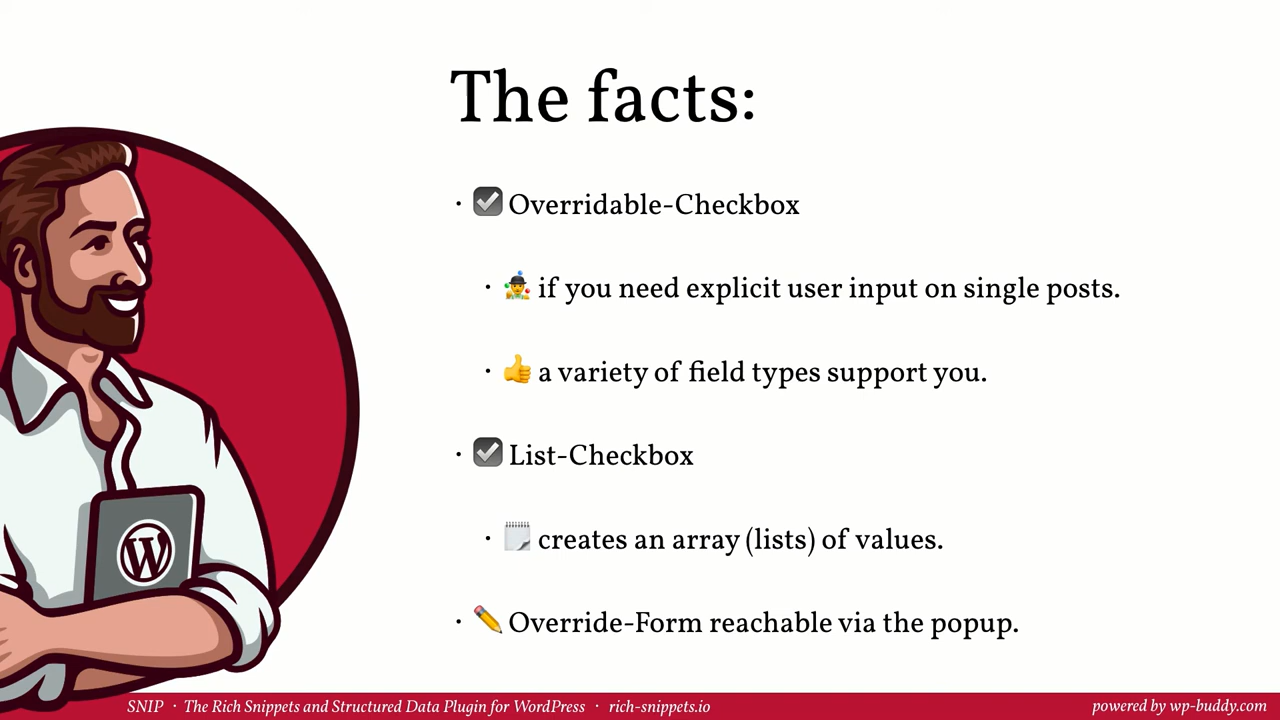 The facts:
· ☑ Overridable-Checkbox
· 🤹 if you need explicit user input on single posts.
· 👍 a variety of field types support you.
· ☑ List-Checkbox
· 🗒 creates an array (lists) of values.
· ✏ Override-Form reachable via the popup.
W
SNIP · The Rich Snippets and Structured Data Plugin for WordPress · rich-snippets.io
powered by wp-buddy.com